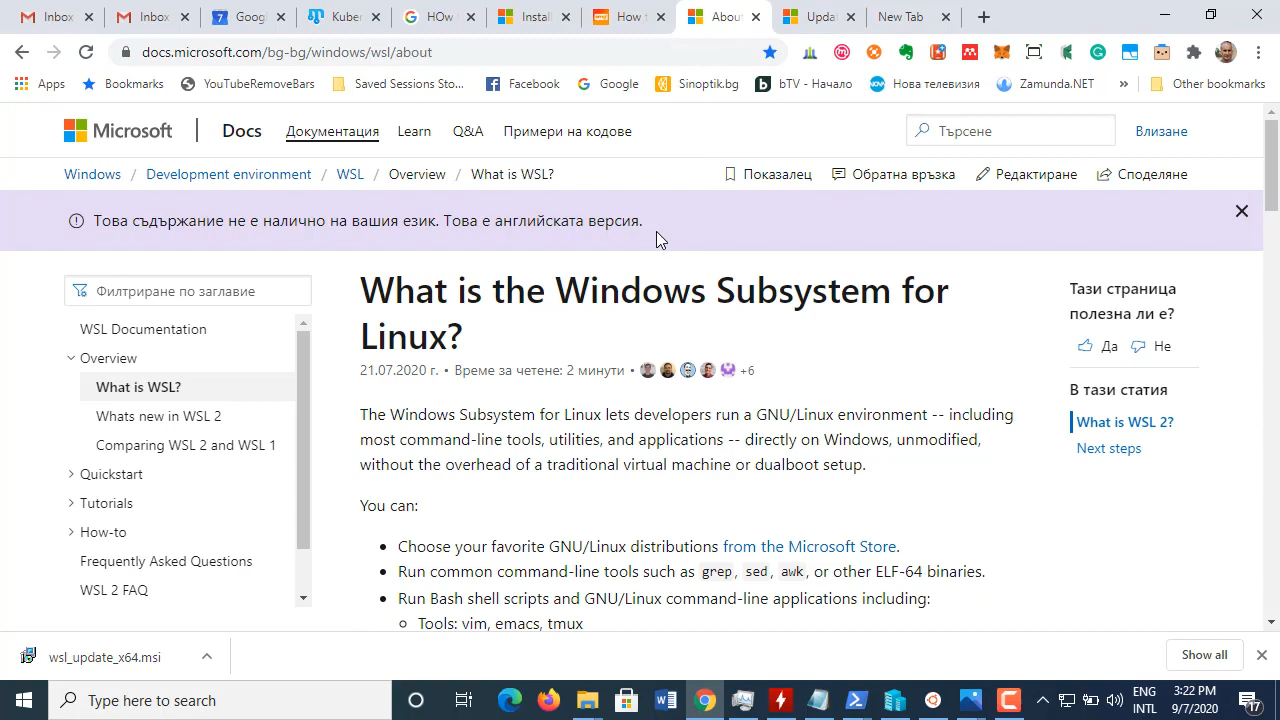 Inbox
Inbox
Googl
Kuber
HOw t
Install
How t
About
Upda
New Tab
docs.microsoft.com/bg-bg/windows/wsl/about
Apps
Bookmarks
YouTubeRemoveBars
Saved Sessions Sto...
Facebook
Google
Sinoptik.bg
bTV - Начало
Нова телевизия
Zamunda.NET
»
Other bookmarks
Microsoft
Docs
Документация
Learn
Q&A
Примери на кодове
Търсене
Влизане
Windows / Development environment / WSL / Overview / What is WSL?
Показалец
Обратна връзка
Редактиране
Споделяне
Това съдържание не е налично на вашия език. Това е английската версия.
Филтриране по заглавие
WSL Documentation
Overview
What is WSL?
Whats new in WSL 2
Comparing WSL 2 and WSL 1
Quickstart
Tutorials
How-to
Frequently Asked Questions
WSL 2 FAQ
What is the Windows Subsystem for
Linux?
21.07.2020 г. • Време за четене: 2 минути • +6
The Windows Subsystem for Linux lets developers run a GNU/Linux environment -- including
most command-line tools, utilities, and applications -- directly on Windows, unmodified,
without the overhead of a traditional virtual machine or dualboot setup.
You can:
• Choose your favorite GNU/Linux distributions from the Microsoft Store.
• Run common command-line tools such as grep, sed, awk, or other ELF-64 binaries.
• Run Bash shell scripts and GNU/Linux command-line applications including:
○ Tools: vim, emacs, tmux
Тази страница
полезна ли е?
Да
Не
В тази статия
What is WSL 2?
Next steps
wsl_update_x64.msi
Show all
Type here to search
ENG
INTL
3:22 PM
9/7/2020
17